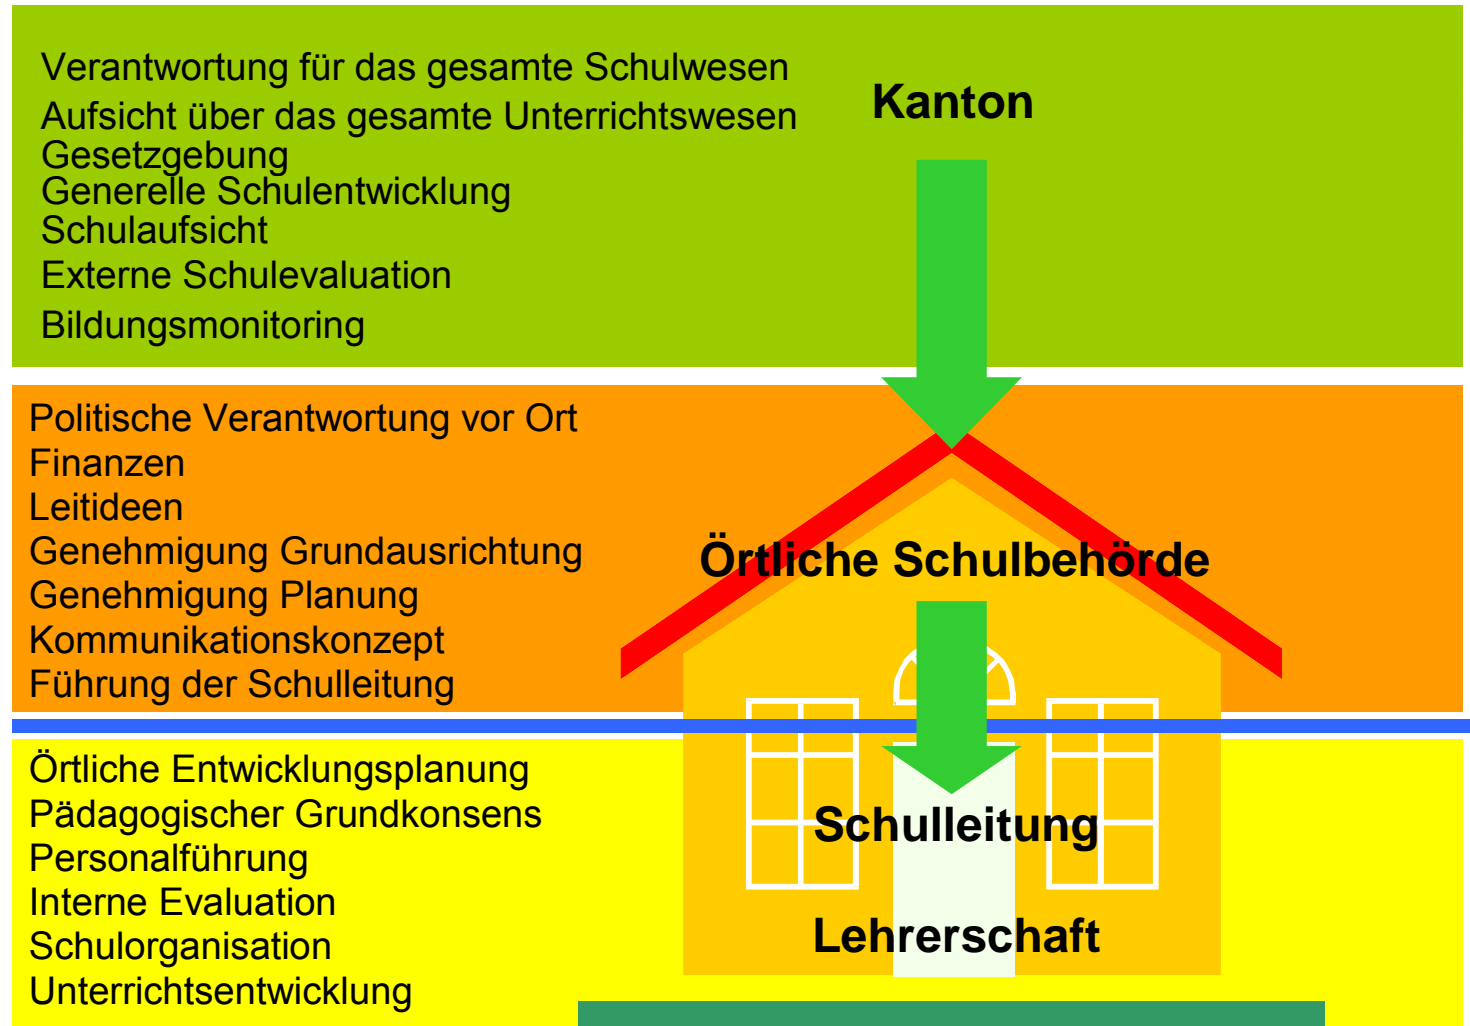 Verantwortung für das gesamte Schulwesen
Aufsicht über das gesamte Unterrichtswesen
Gesetzgebung
Generelle Schulentwicklung
Schulaufsicht
Externe Schulevaluation
Bildungsmonitoring
Kanton
Politische Verantwortung vor Ort
Finanzen
Leitideen
Genehmigung Grundausrichtung
Genehmigung Planung
Kommunikationskonzept
Führung der Schulleitung
Örtliche Schulbehörde
Örtliche Entwicklungsplanung
Pädagogischer Grundkonsens
Personalführung
Interne Evaluation
Schulorganisation
Unterrichtsentwicklung
Schulleitung
Lehrerschaft